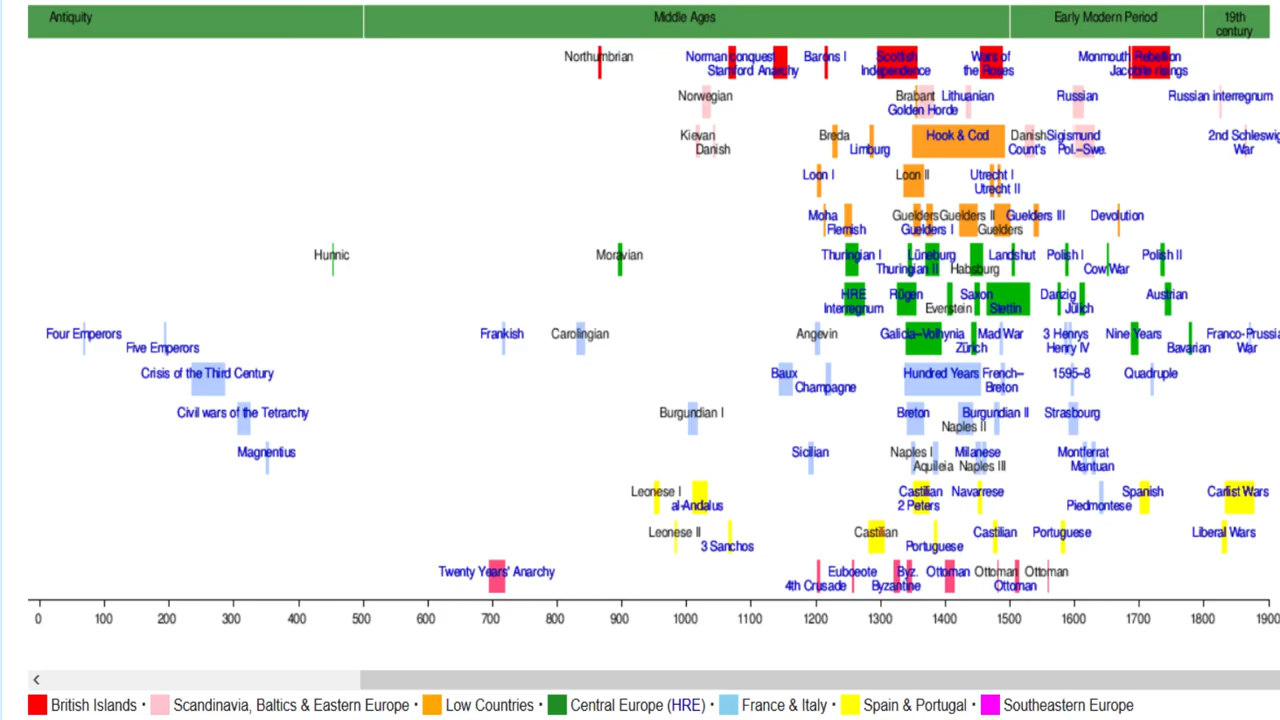 Antiquity Middle Ages Early Modern Period 19th
century
Northumbrian Norman conquest Barons I Scottish Wars of Monmouth Rebellion
Stamford Anarchy Independence the Roses Jacobite risings
Norwegian Brabant Lithuanian Russian Russian interregnum
Golden Horde
Kievan Breda Hook & Cod Danish Sigismund 2nd Schleswig
Danish Limburg Count's Pol.–Swe. War
Loon I Loon II Utrecht I
Utrecht II
Moha Guelders Guelders II Guelders III Devolution
Flemish Guelders I Guelders
Hunnic Moravian Thuringian I Lüneburg Landshut Polish I Polish II
Thuringian II Habsburg Cow War
HRE Rügen Saxon Danzig Austrian
Interregnum Everstein Stettin Jülich
Four Emperors Frankish Carolingian Angevin Galicia–Volhynia Mad War 3 Henrys Nine Years Franco-Prussia
Five Emperors Zürich Henry IV Bavarian War
Crisis of the Third Century Baux Hundred Years French– 1595–8 Quadruple
Champagne Breton
Civil wars of the Tetrarchy Burgundian I Breton Burgundian II Strasbourg
Naples II
Magnentius Sicilian Naples I Milanese Montferrat
Aquileia Naples III Mantuan
Leonese I Castilian Navarrese Spanish Carlist Wars
al-Andalus 2 Peters Piedmontese
Leonese II Castilian Castilian Portuguese Liberal Wars
3 Sanchos Portuguese
Twenty Years' Anarchy Euboeote Byz. Ottoman Ottoman Ottoman
4th Crusade Byzantine Ottoman
0 100 200 300 400 500 600 700 800 900 1000 1100 1200 1300 1400 1500 1600 1700 1800 1900
British Islands · Scandinavia, Baltics & Eastern Europe · Low Countries · Central Europe (HRE) · France & Italy · Spain & Portugal · Southeastern Europe